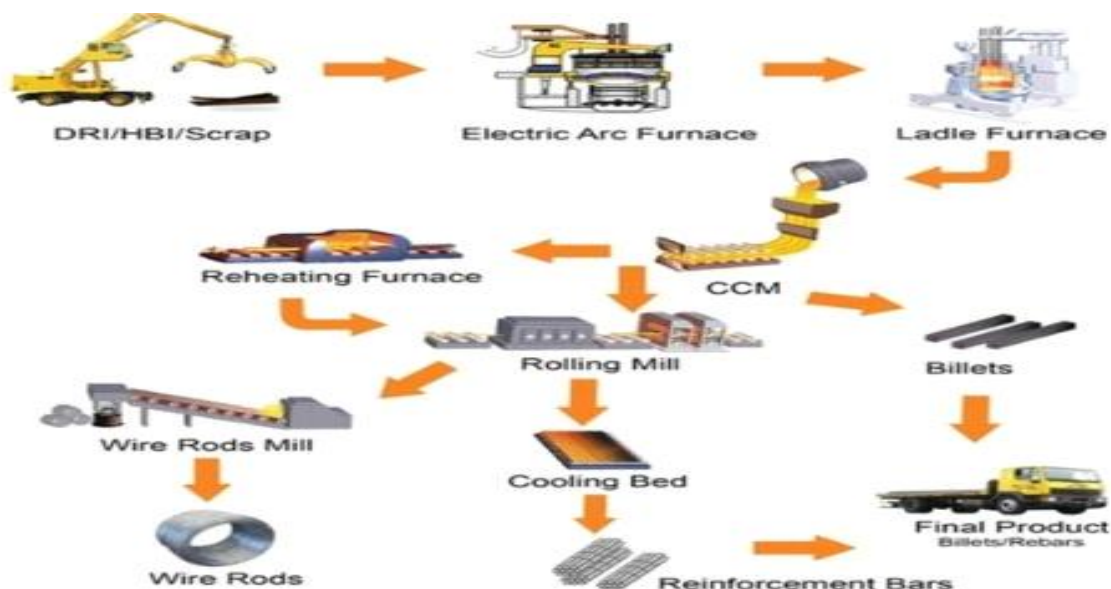 DRI/HBI/Scrap
Electric Arc Furnace
Ladle Furnace
Reheating Furnace
CCM
Rolling Mill
Billets
Wire Rods Mill
Cooling Bed
Final Product
Billets/Rebars
Wire Rods
Reinforcement Bars